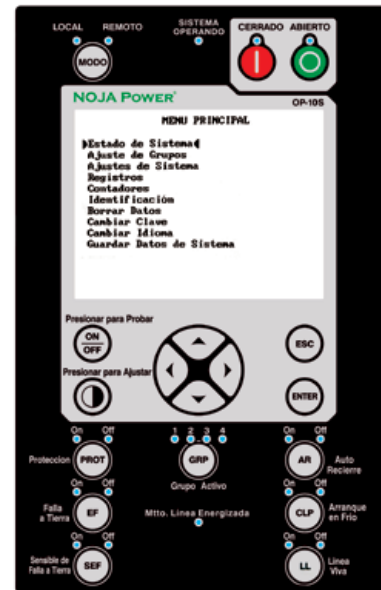 LOCAL REMOTO
SISTEMA
OPERANDO
CERRADO ABIERTO
MODO
NOJA POWER®
OP-10S
MENU PRINCIPAL
Estado de Sistema
Ajuste de Grupos
Ajustes de Sistema
Registros
Contadores
Identificación
Borrar Datos
Cambiar Clave
Cambiar Idioma
Guardar Datos de Sistema
Presionar para Probar
ON
OFF
ESC
Presionar para Ajustar
ENTER
On Off
1 2 3 4
On Off
Proteccion
PROT
GRP
AR
Auto
Recierre
Grupo Activo
On Off
On Off
Falla
a Tierra
EF
Mtto. Linea Energizada
CLP
Arranque
en Frio
On Off
On Off
Sensible de
Falla a Tierra
SEF
LL
Linea
Viva